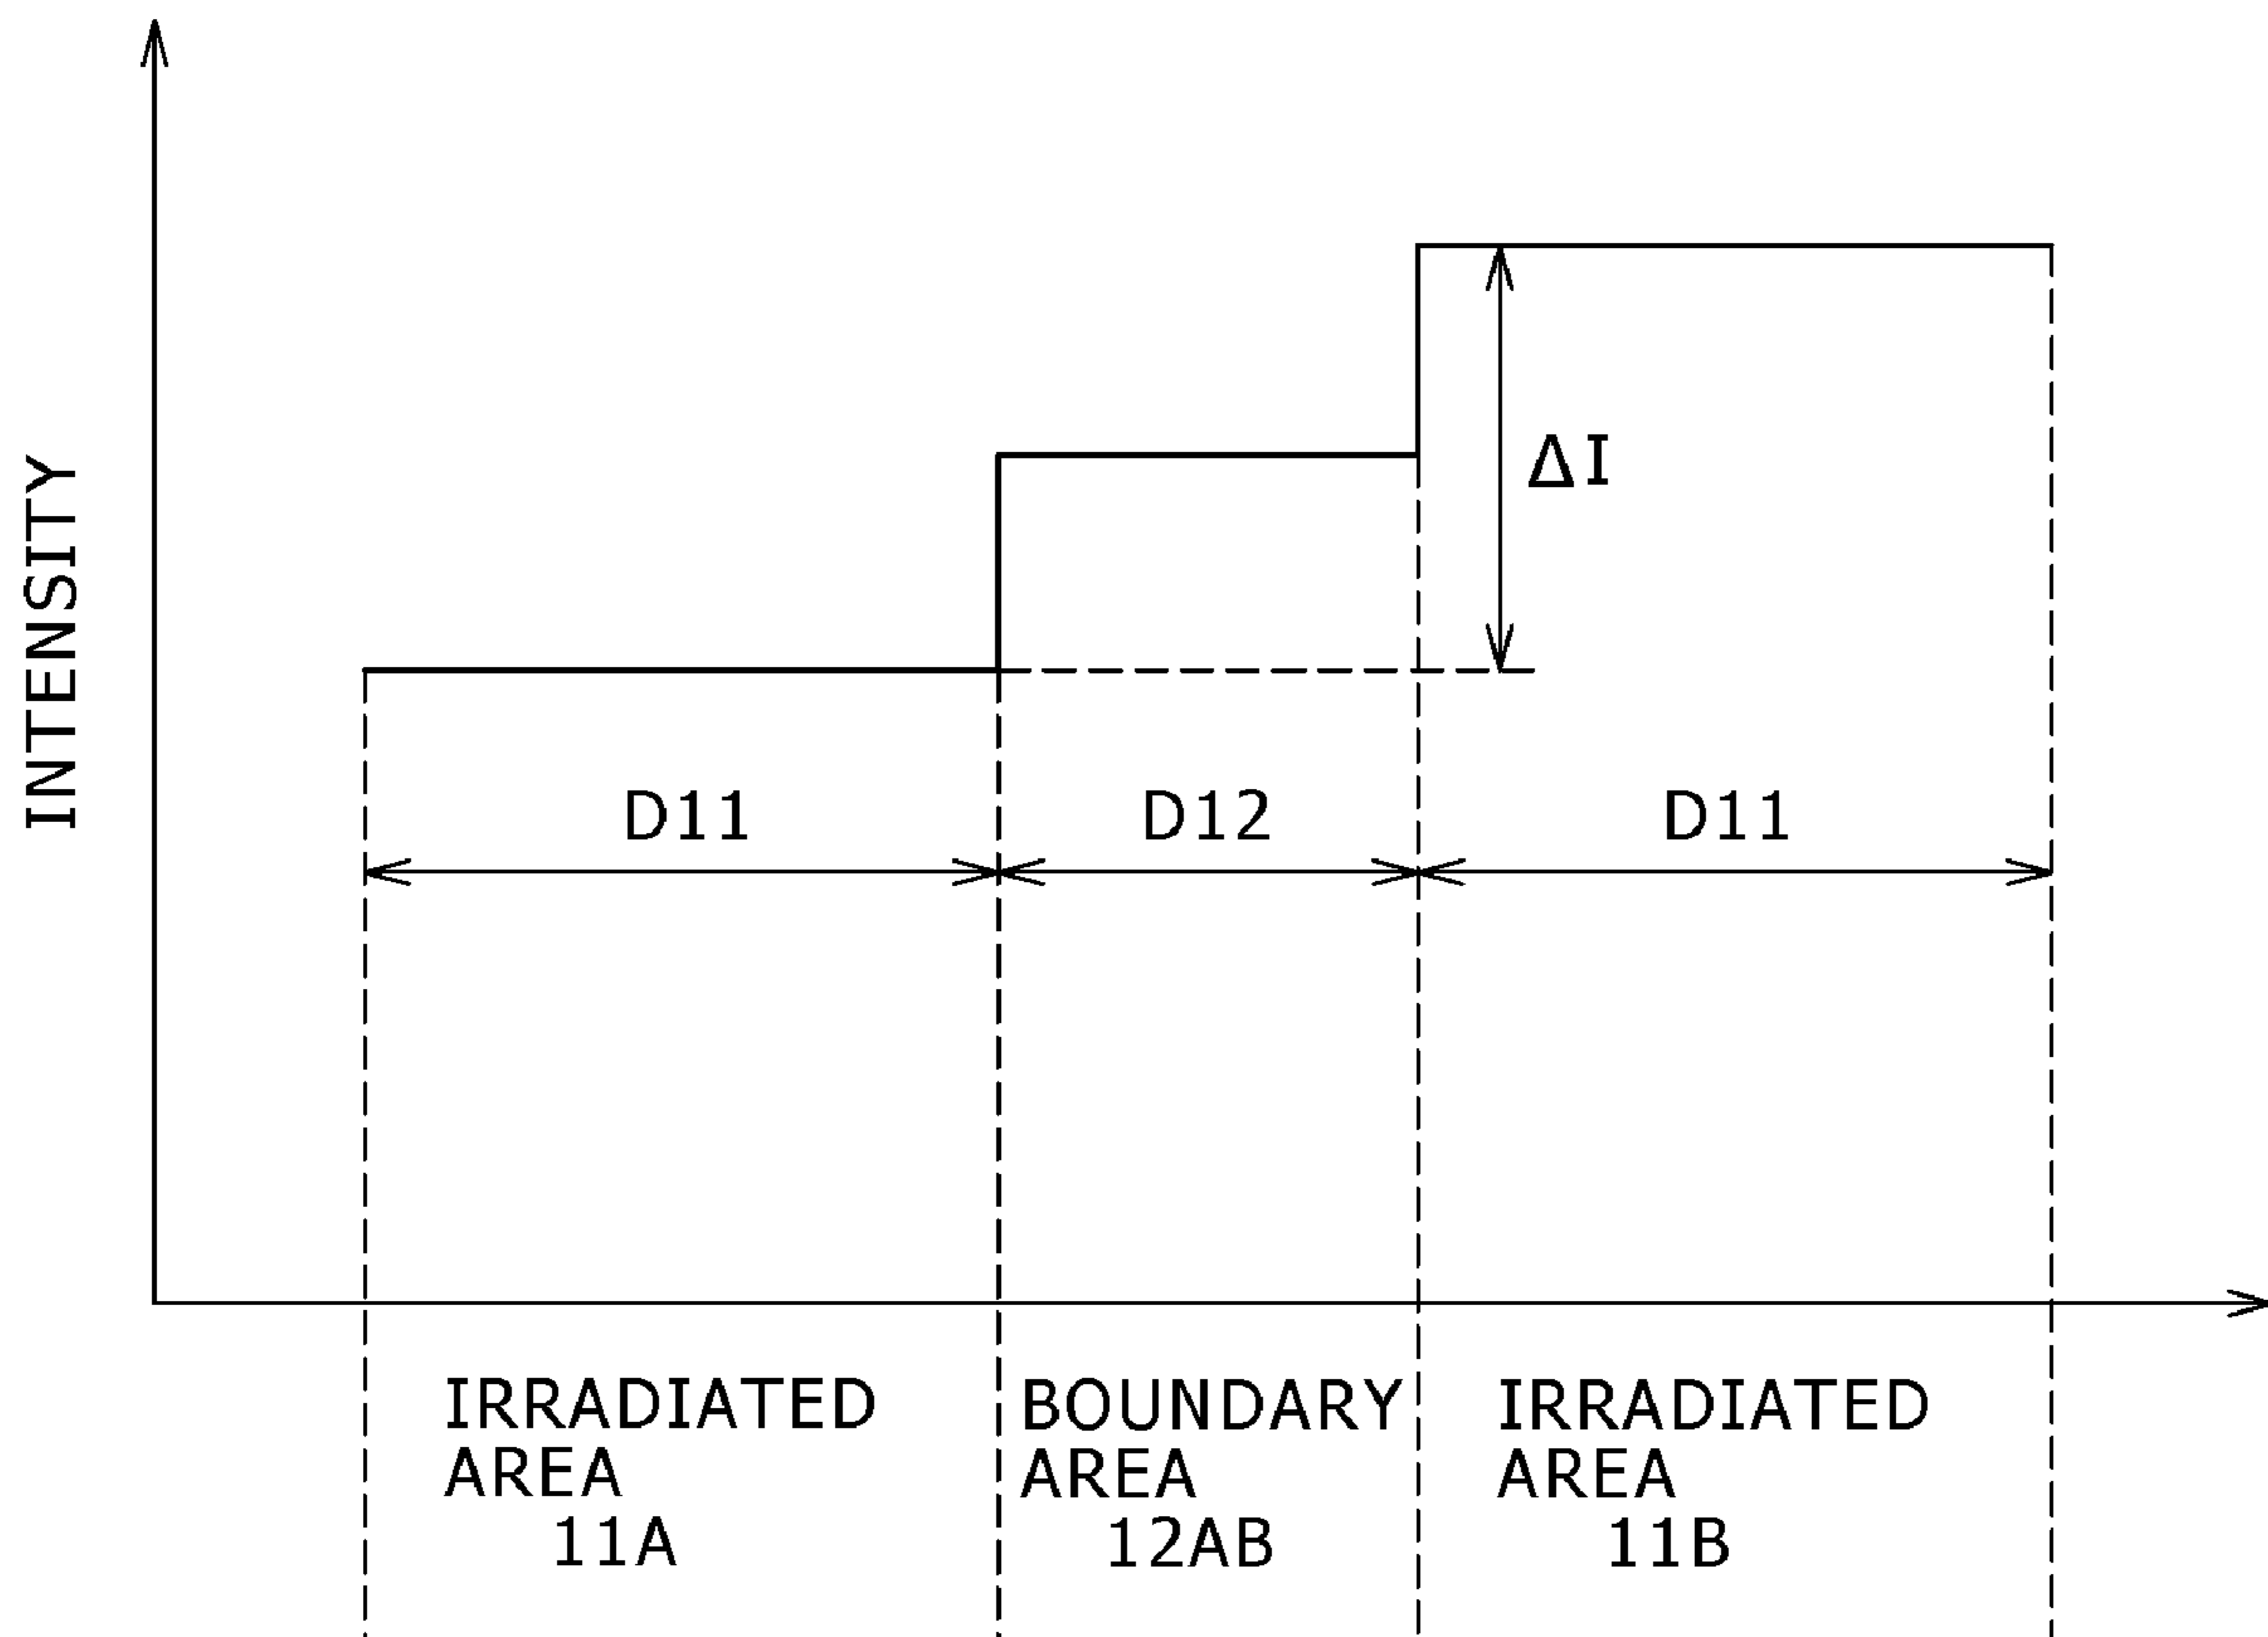 INTENSITY
ΔI
D11
D12
D11
IRRADIATED
AREA
11A
BOUNDARY
AREA
12AB
IRRADIATED
AREA
11B